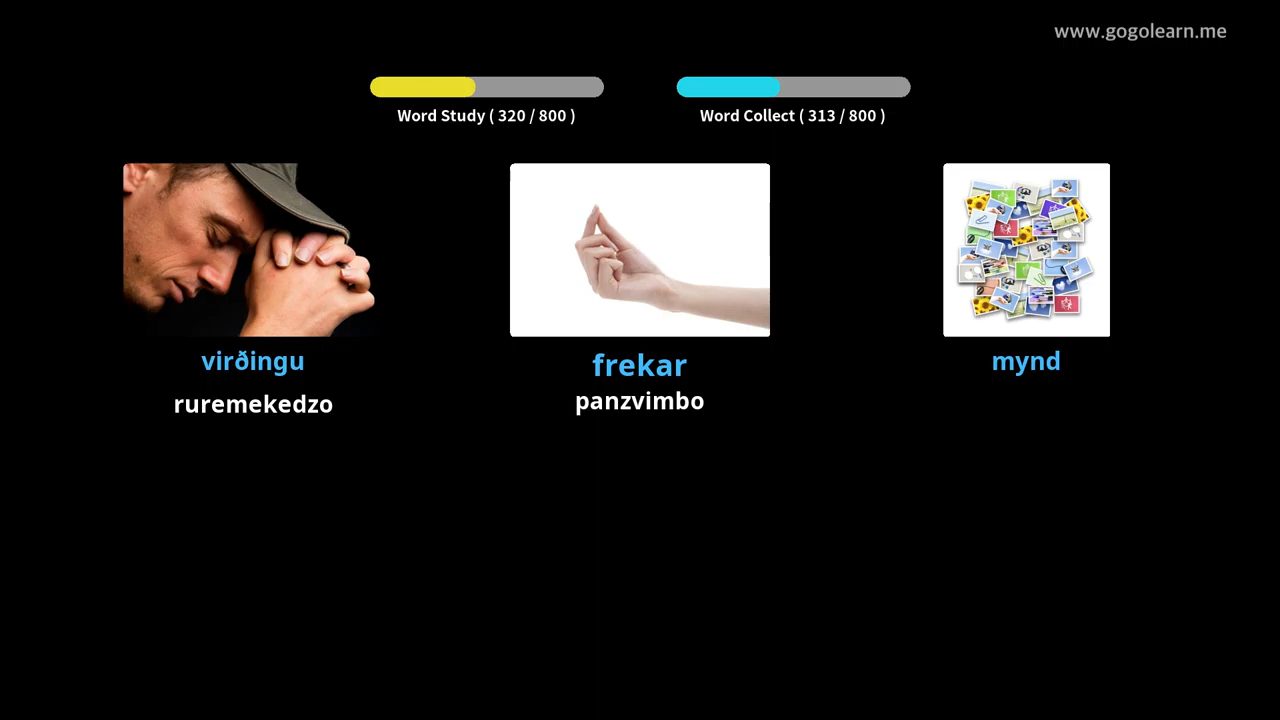 www.gogolearn.me
Word Study ( 320 / 800 )
Word Collect ( 313 / 800 )
virðingu
ruremekedzo
frekar
panzvimbo
mynd